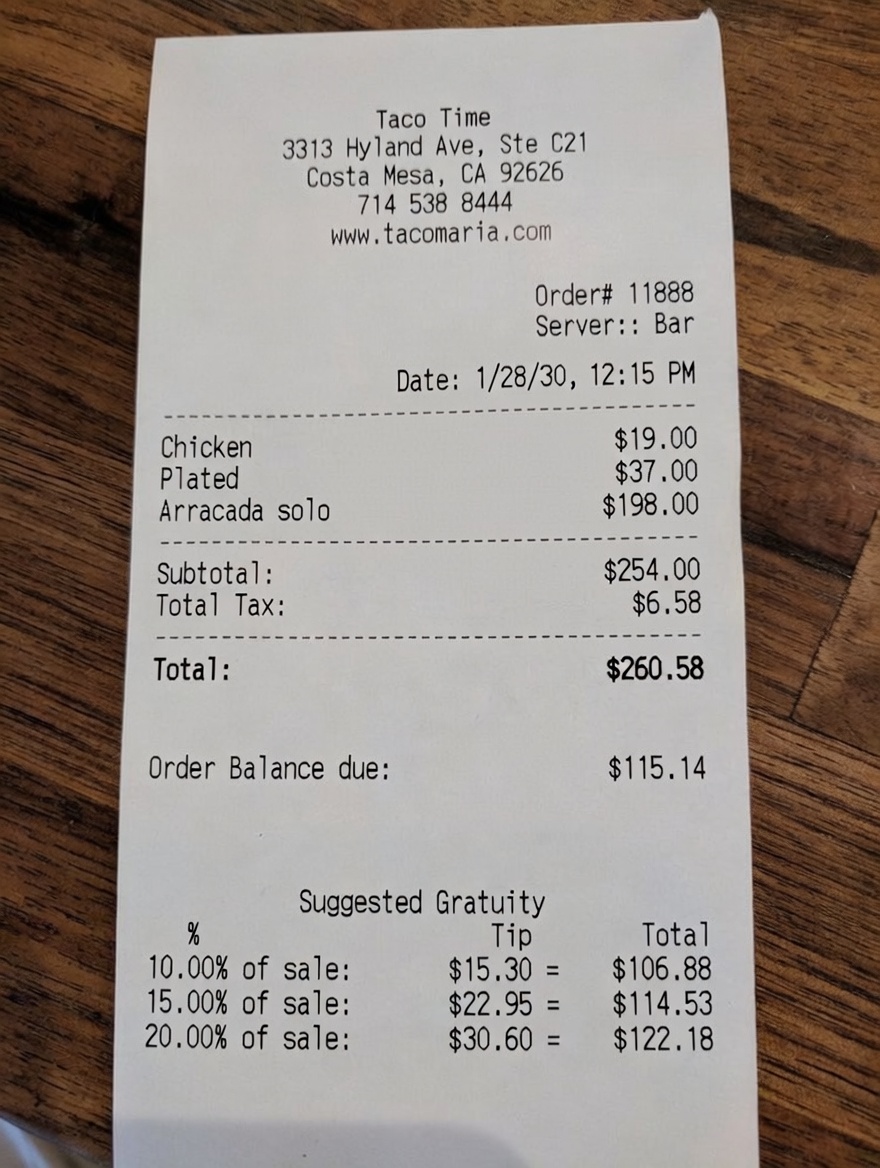 Taco Time
3313 Hyland Ave, Ste C21
Costa Mesa, CA 92626
714 538 8444
www.tacomaria.com
Order# 11888
Server:: Bar
Date: 1/28/30, 12:15 PM
Chicken $19.00
Plated $37.00
Arracada solo $198.00
Subtotal: $254.00
Total Tax: $6.58
Total: $260.58
Order Balance due: $115.14
Suggested Gratuity
% Tip Total
10.00% of sale: $15.30 = $106.88
15.00% of sale: $22.95 = $114.53
20.00% of sale: $30.60 = $122.18